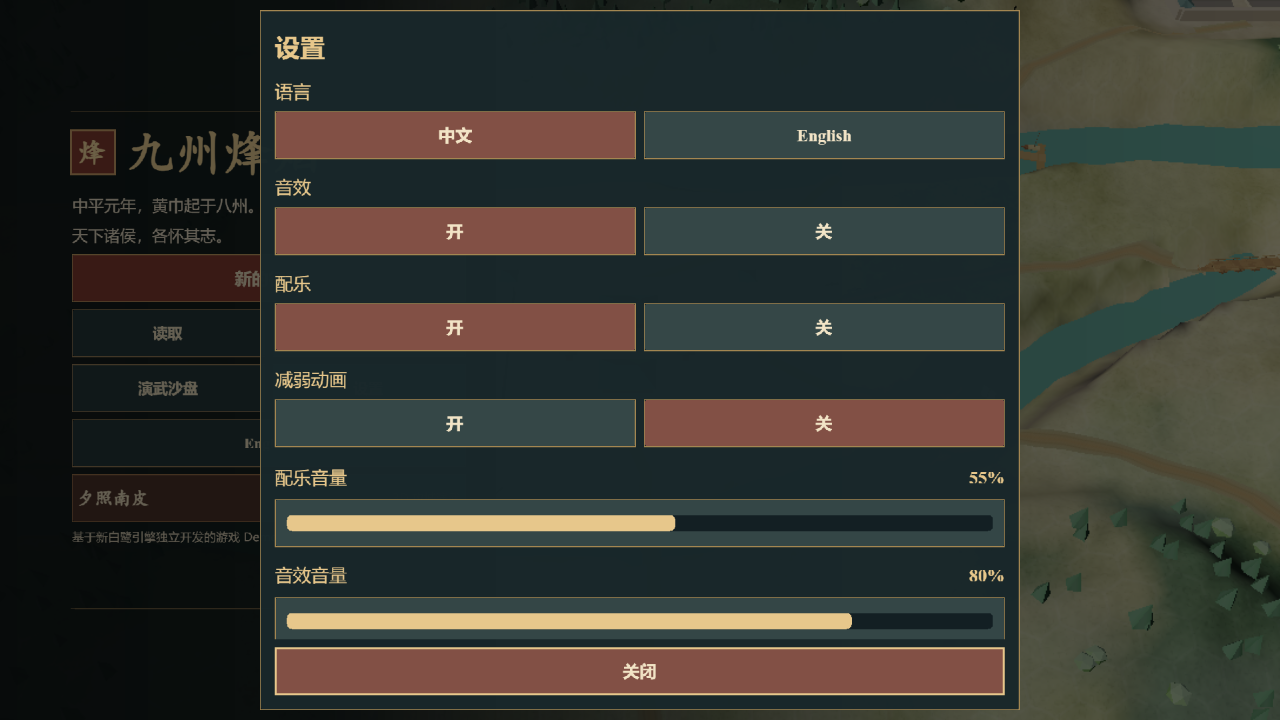 设置
语言
中文
English
音效
开
关
配乐
开
关
减弱动画
开
关
配乐音量
55%
音效音量
80%
关闭
烽
九州烽
中平元年，黄巾起于八州。
天下诸侯，各怀其志。
新的
读取
演武沙盘
En
夕照南皮
基于新白鹭引擎独立开发的游戏 De